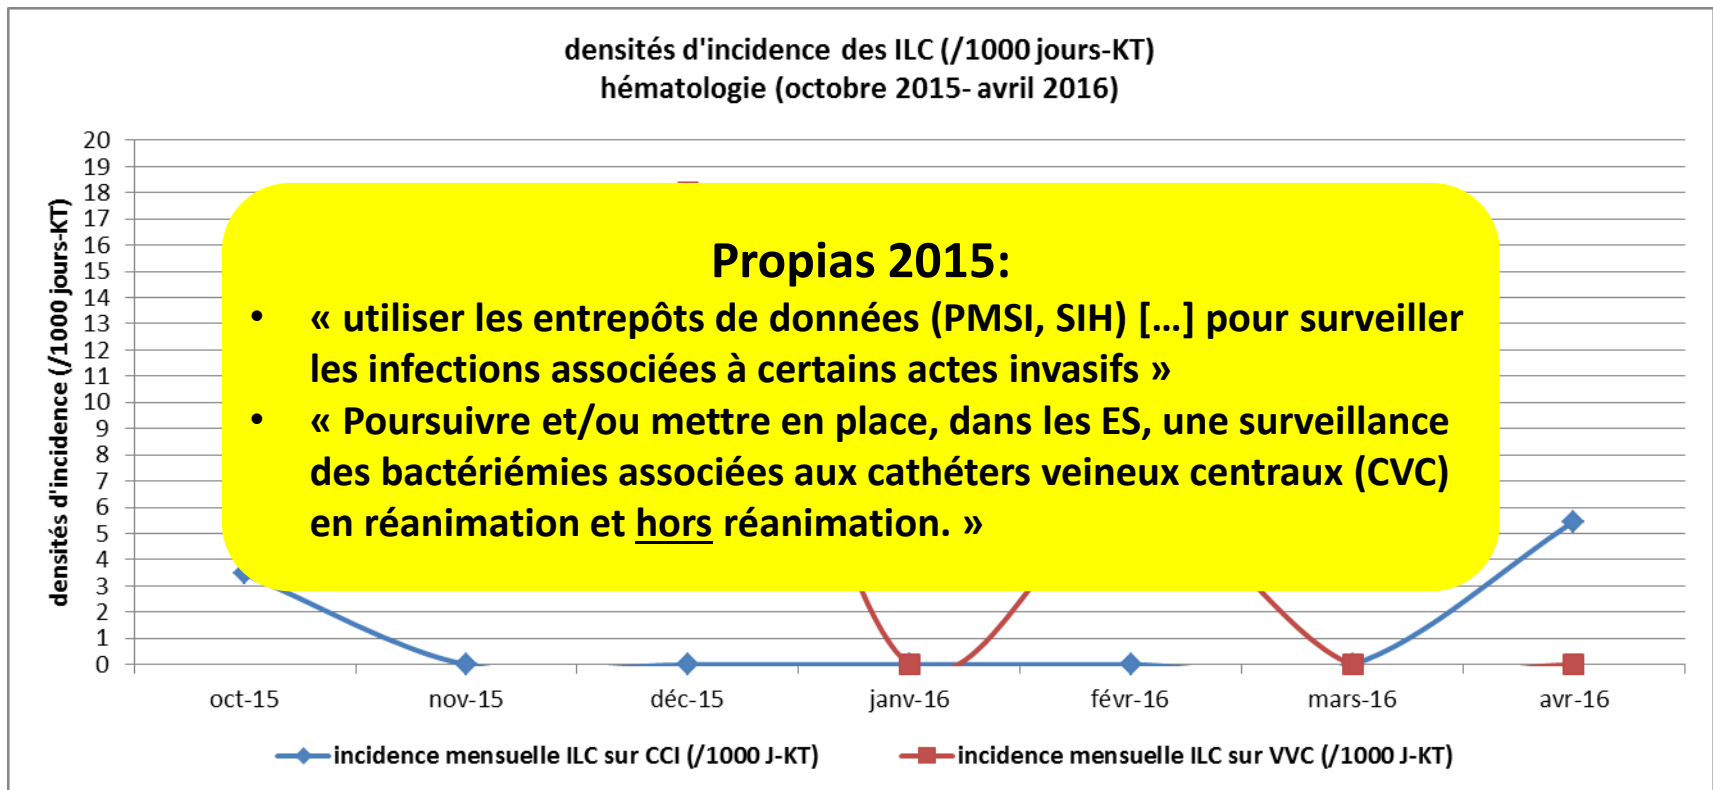 densités d'incidence des ILC (/1000 jours-KT)
hématologie (octobre 2015- avril 2016)
densités d'incidence (/1000 jours-KT)
20
19
18
17
16
15
14
13
12
11
10
9
8
7
6
5
4
3
2
1
0
Propias 2015:
• « utiliser les entrepôts de données (PMSI, SIH) […] pour surveiller
les infections associées à certains actes invasifs »
• « Poursuivre et/ou mettre en place, dans les ES, une surveillance
des bactériémies associées aux cathéters veineux centraux (CVC)
en réanimation et hors réanimation. »
oct-15 nov-15 déc-15 janv-16 févr-16 mars-16 avr-16
incidence mensuelle ILC sur CCI (/1000 J-KT) incidence mensuelle ILC sur VVC (/1000 J-KT)